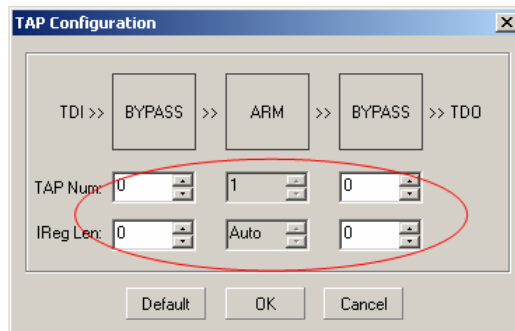 TAP Configuration
TDI >> BYPASS >> ARM >> BYPASS >> TDO
TAP Num: 0 1 0
IReg Len: 0 Auto 0
Default OK Cancel